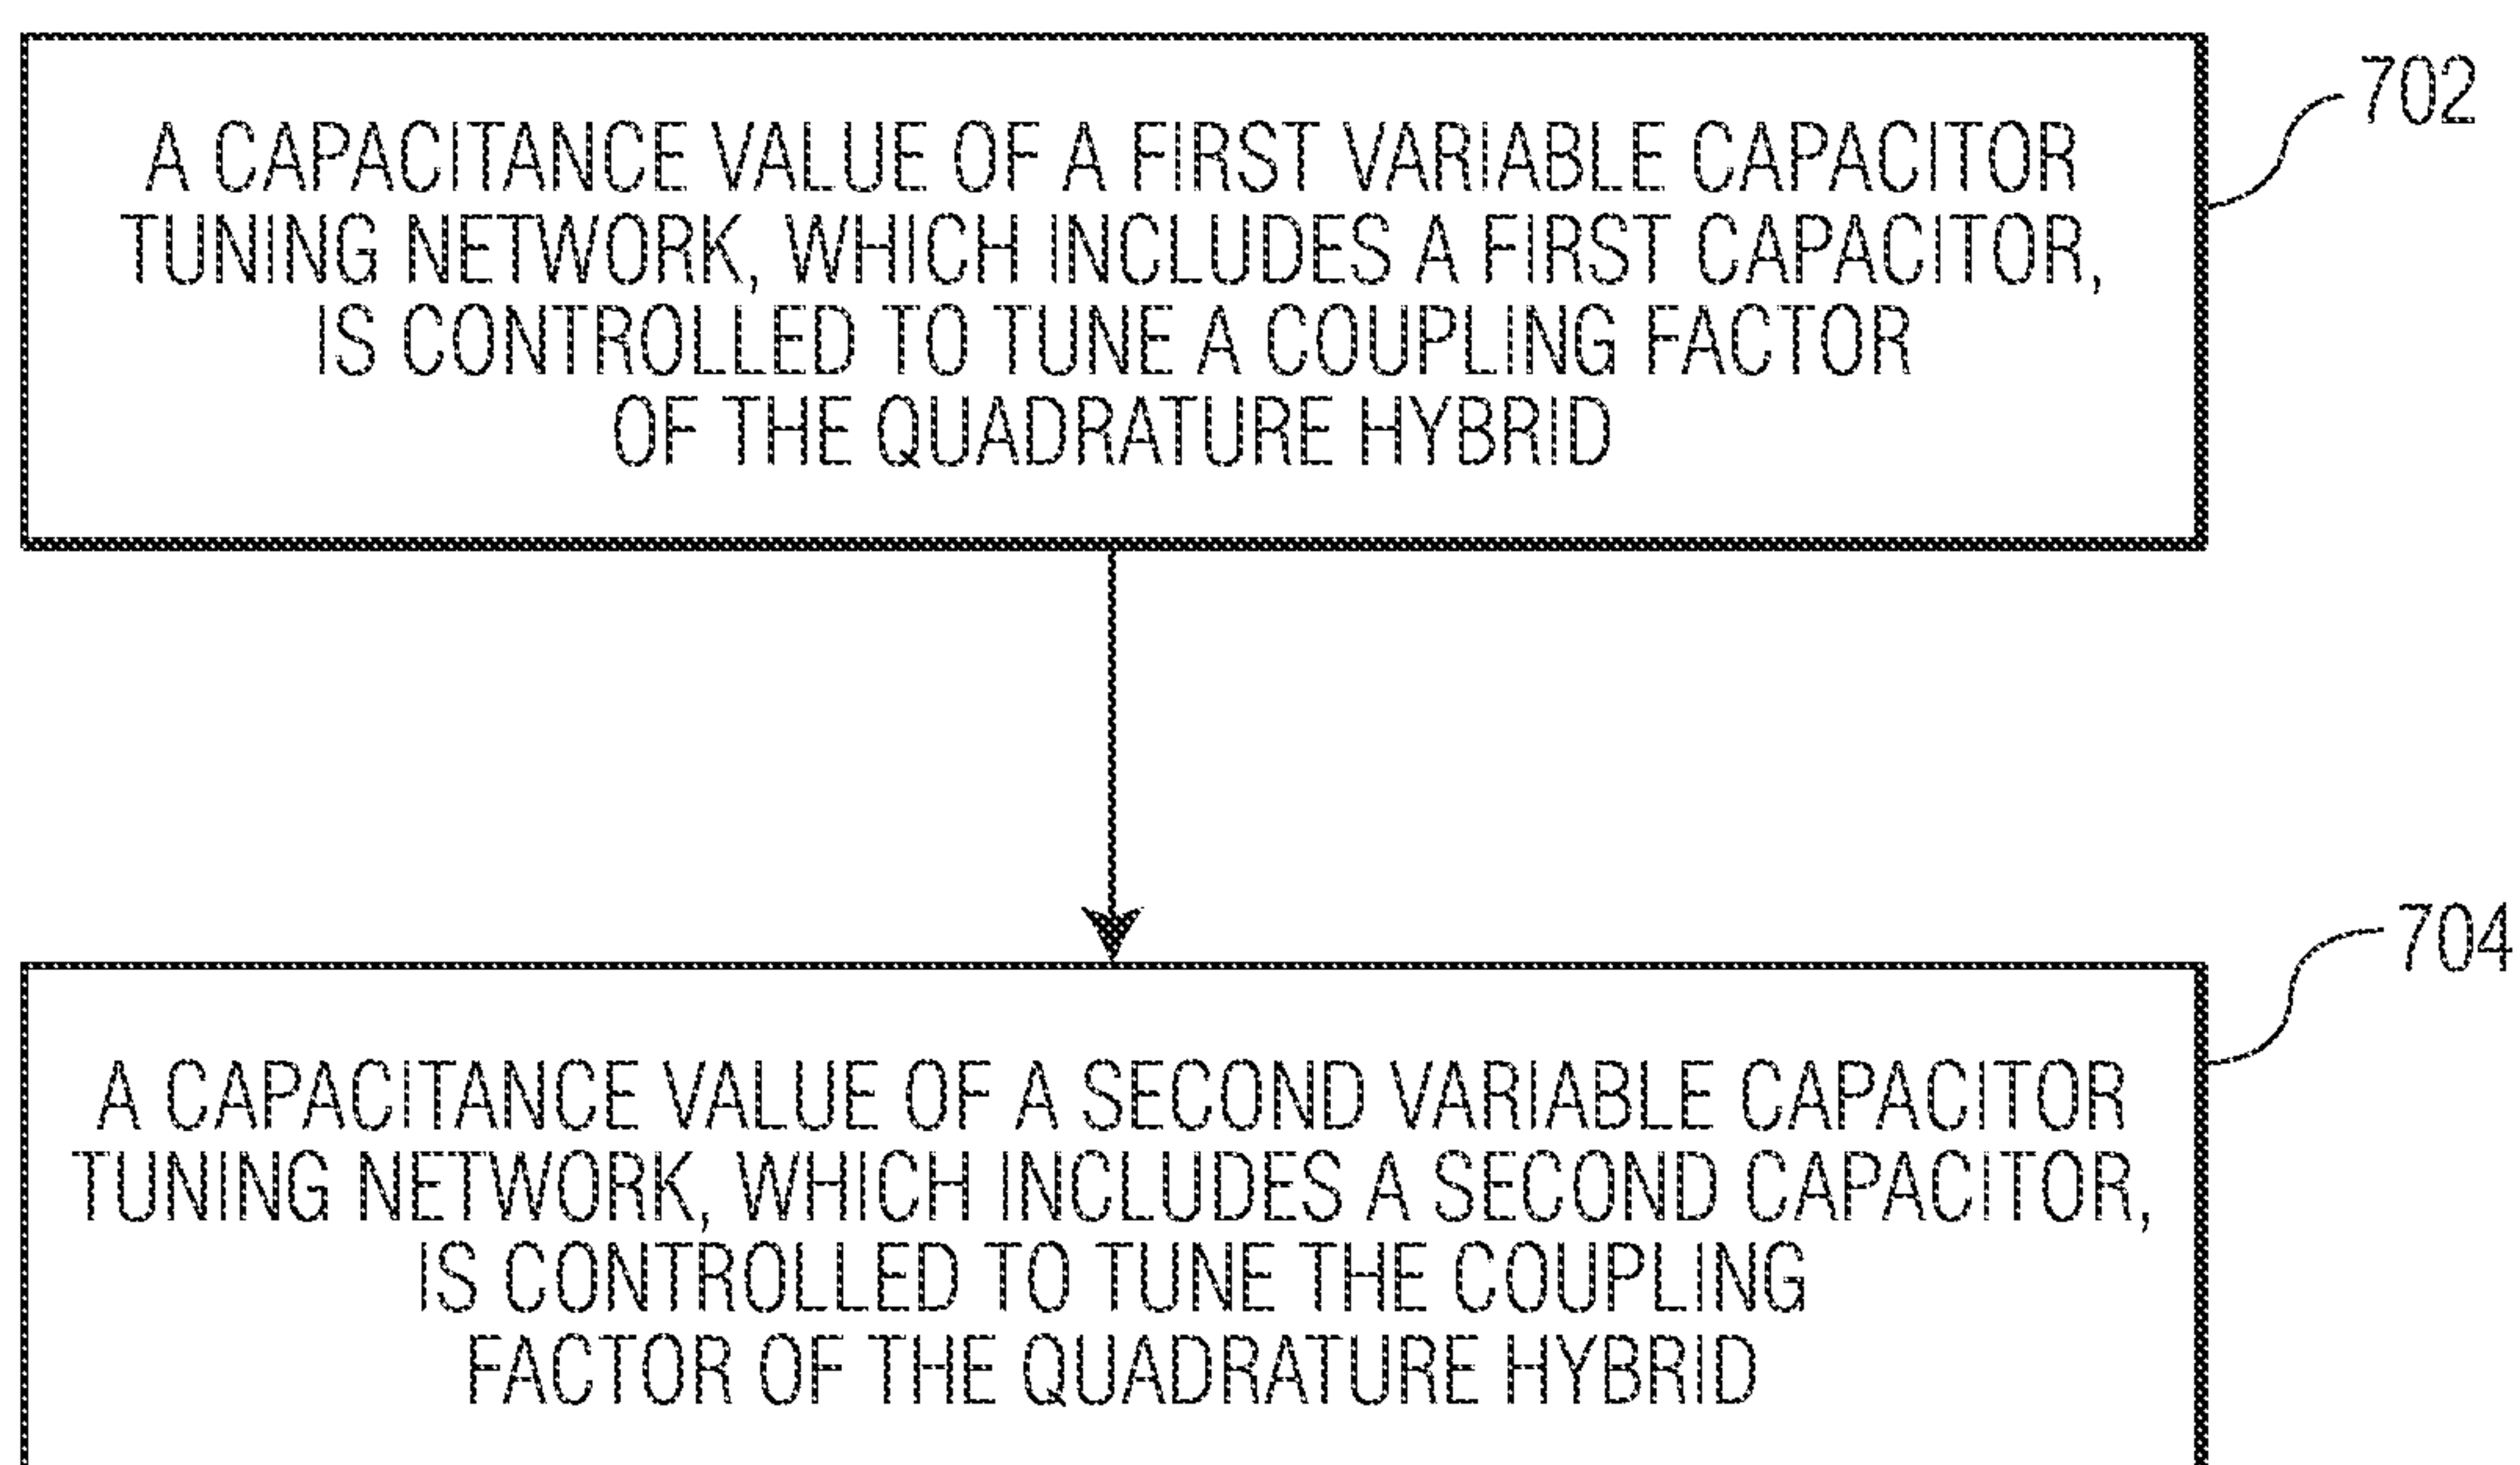 702
A CAPACITANCE VALUE OF A FIRST VARIABLE CAPACITOR
TUNING NETWORK, WHICH INCLUDES A FIRST CAPACITOR,
IS CONTROLLED TO TUNE A COUPLING FACTOR
OF THE QUADRATURE HYBRID
704
A CAPACITANCE VALUE OF A SECOND VARIABLE CAPACITOR
TUNING NETWORK, WHICH INCLUDES A SECOND CAPACITOR,
IS CONTROLLED TO TUNE THE COUPLING
FACTOR OF THE QUADRATURE HYBRID